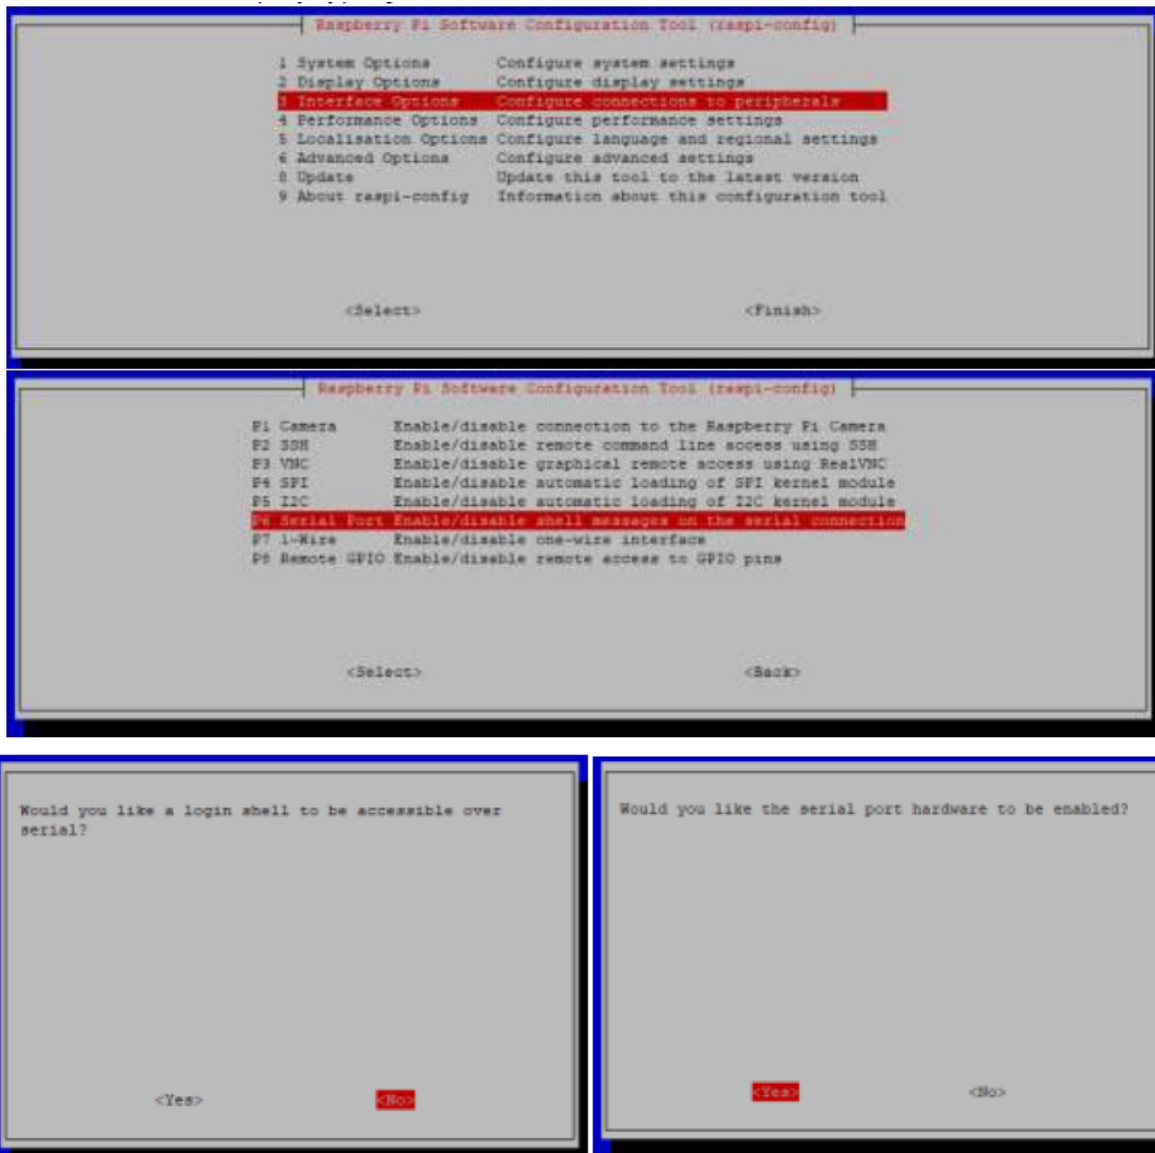 Raspberry Pi Software Configuration Tool (raspi-config)
1 System Options Configure system settings
2 Display Options Configure display settings
3 Interface Options Configure connections to peripherals
4 Performance Options Configure performance settings
5 Localisation Options Configure language and regional settings
6 Advanced Options Configure advanced settings
8 Update Update this tool to the latest version
9 About raspi-config Information about this configuration tool
<Select> <Finish>
Raspberry Pi Software Configuration Tool (raspi-config)
P1 Camera Enable/disable connection to the Raspberry Pi Camera
P2 SSH Enable/disable remote command line access using SSH
P3 VNC Enable/disable graphical remote access using RealVNC
P4 SPI Enable/disable automatic loading of SPI kernel module
P5 I2C Enable/disable automatic loading of I2C kernel module
P6 Serial Port Enable/disable shell messages on the serial connection
P7 1-Wire Enable/disable one-wire interface
P8 Remote GPIO Enable/disable remote access to GPIO pins
<Select> <Back>
Would you like a login shell to be accessible over
serial?
<Yes> <No>
Would you like the serial port hardware to be enabled?
<Yes> <No>